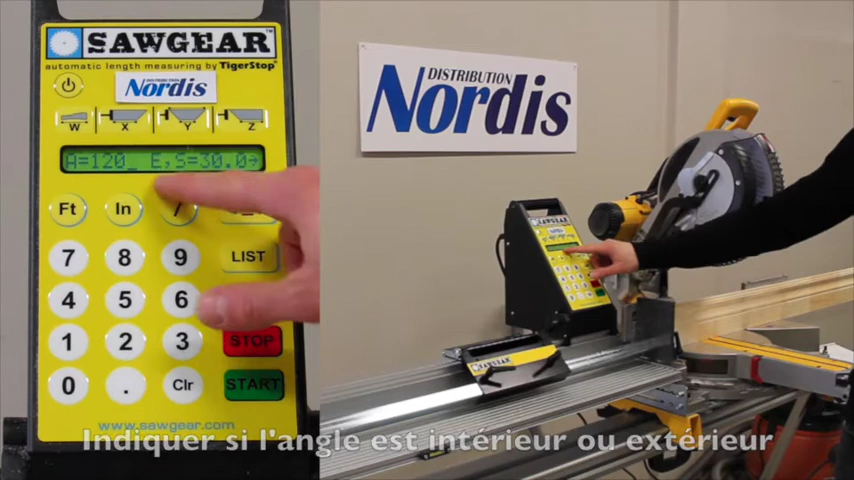 SAWGEAR™
automatic length measuring by TigerStop®
DISTRIBUTION
Nordis
W X Y Z
A=120_ E,S=30.0→
Ft In /
7 8 9 LIST
4 5 6
1 2 3 STOP
0 . Clr START
www.sawgear.com
DISTRIBUTION
Nordis
SAWGEAR
SAWGEAR
Indiquer si l'angle est intérieur ou extérieur